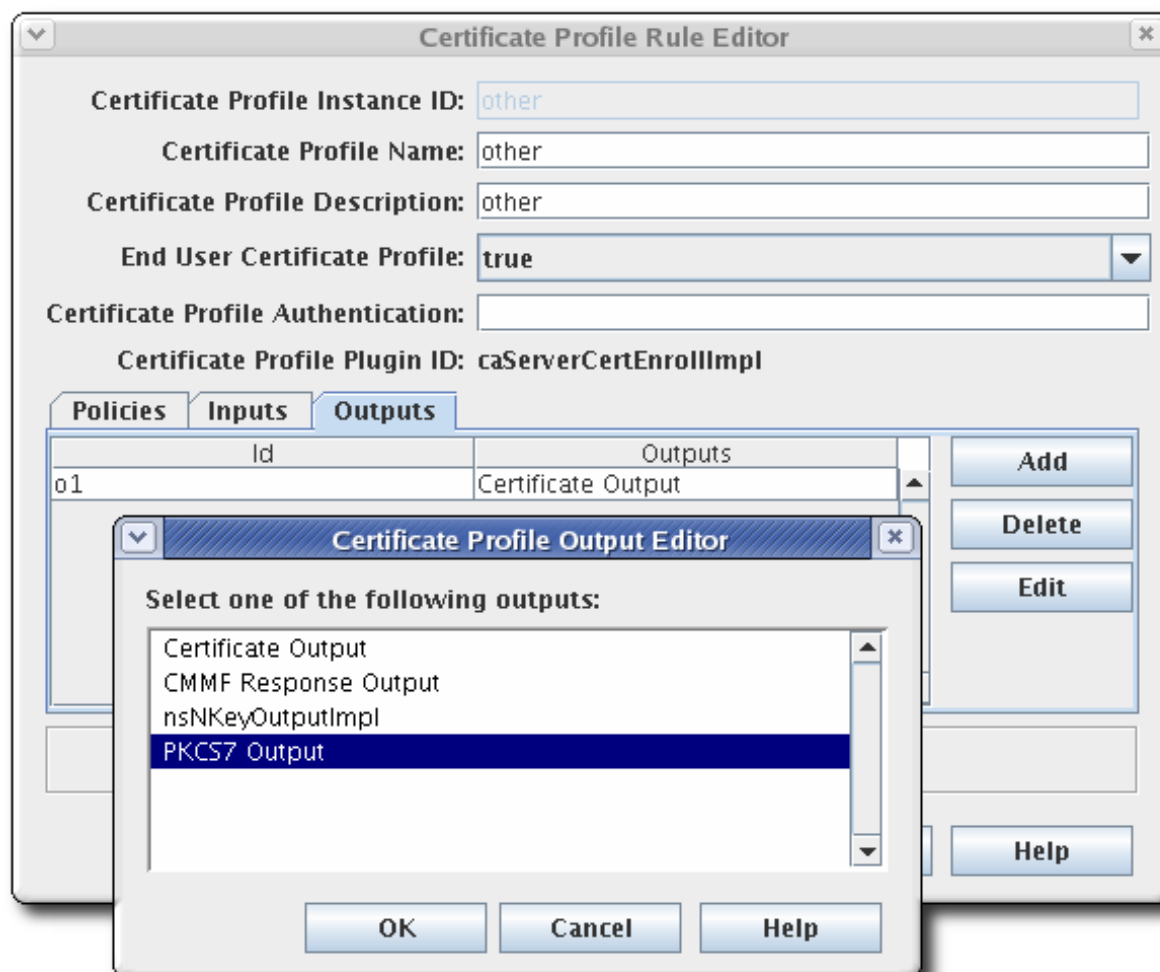 Certificate Profile Rule Editor
Certificate Profile Instance ID: other
Certificate Profile Name: other
Certificate Profile Description: other
End User Certificate Profile: true
Certificate Profile Authentication:
Certificate Profile Plugin ID: caServerCertEnrollImpl
Policies Inputs Outputs
Id Outputs
o1 Certificate Output
Add
Delete
Edit
Certificate Profile Output Editor
Select one of the following outputs:
Certificate Output
CMMF Response Output
nsNKeyOutputImpl
PKCS7 Output
OK Cancel Help
Help